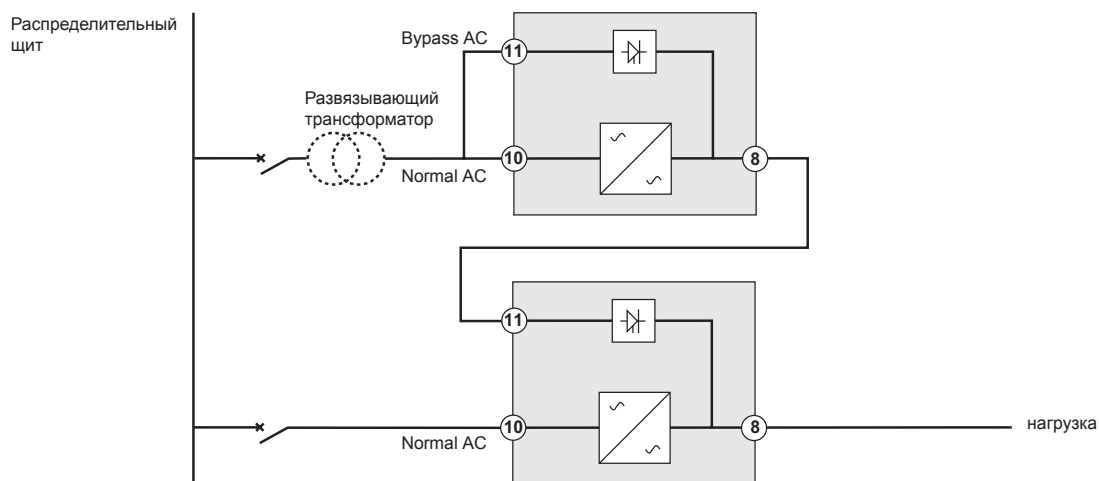 Распределительный
щит
Bypass AC
11
Развязывающий
трансформатор
10
8
Normal AC
11
10
8
нагрузка
Normal AC